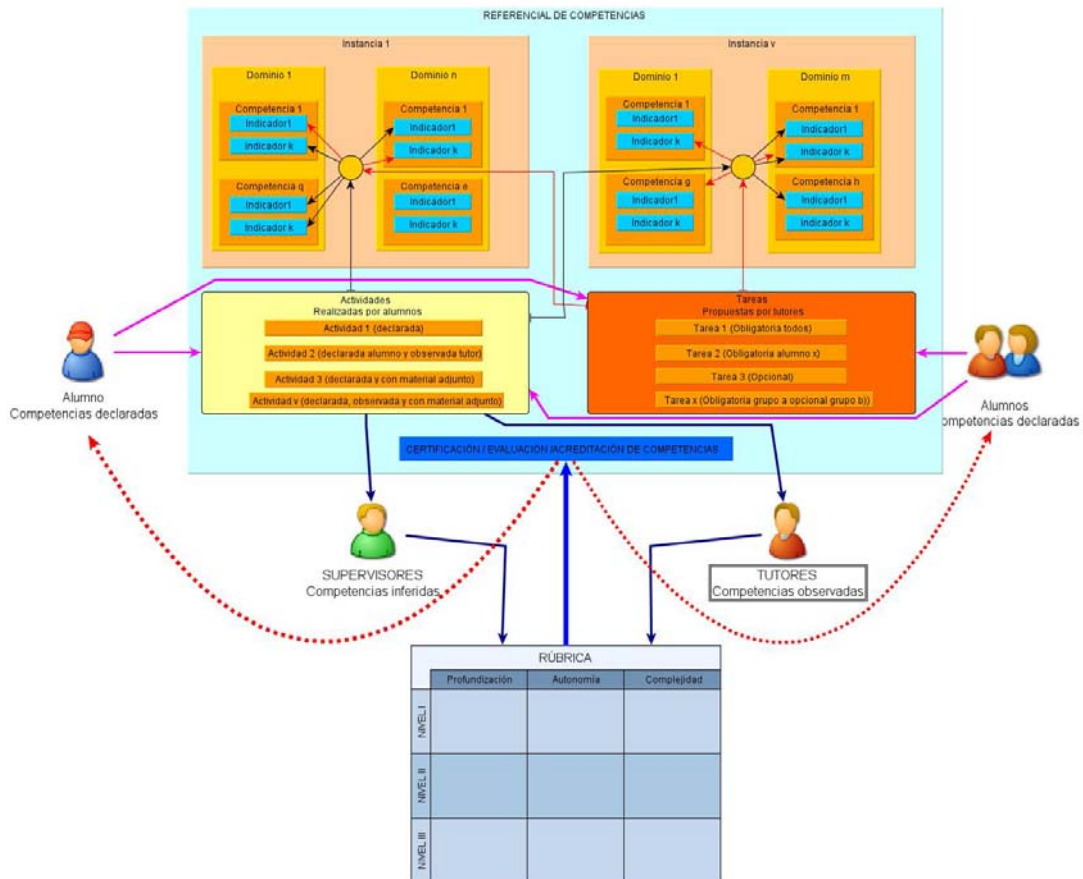 REFERENCIAL DE COMPETENCIAS
Instancia 1
Dominio 1
Competencia 1
Indicador1
Indicador k
Competencia q
Indicador1
Indicador k
Dominio n
Competencia 1
Indicador1
Indicador k
Competencia e
Indicador1
Indicador k
Instancia v
Dominio 1
Competencia 1
Indicador1
Indicador k
Competencia g
Indicador1
Indicador k
Dominio m
Competencia 1
Indicador1
Indicador k
Competencia h
Indicador1
Indicador k
Actividades
Realizadas por alumnos
Actividad 1 (declarada)
Actividad 2 (declarada alumno y observada tutor)
Actividad 3 (declarada y con material adjunto)
Actividad v (declarada, observada y con material adjunto)
Tareas
Propuestas por tutores
Tarea 1 (Obligatoria todos)
Tarea 2 (Obligatoria alumno x)
Tarea 3 (Opcional)
Tarea x (Obligatoria grupo a opcional grupo b))
Alumno
Competencias declaradas
Alumnos
ompetencias declaradas
CERTIFICACIÓN / EVALUACIÓN /ACREDITACIÓN DE COMPETENCIAS
SUPERVISORES
Competencias inferidas
TUTORES
Competencias observadas
RÚBRICA
Profundización
Autonomía
Complejidad
NIVEL I
NIVEL II
NIVEL III